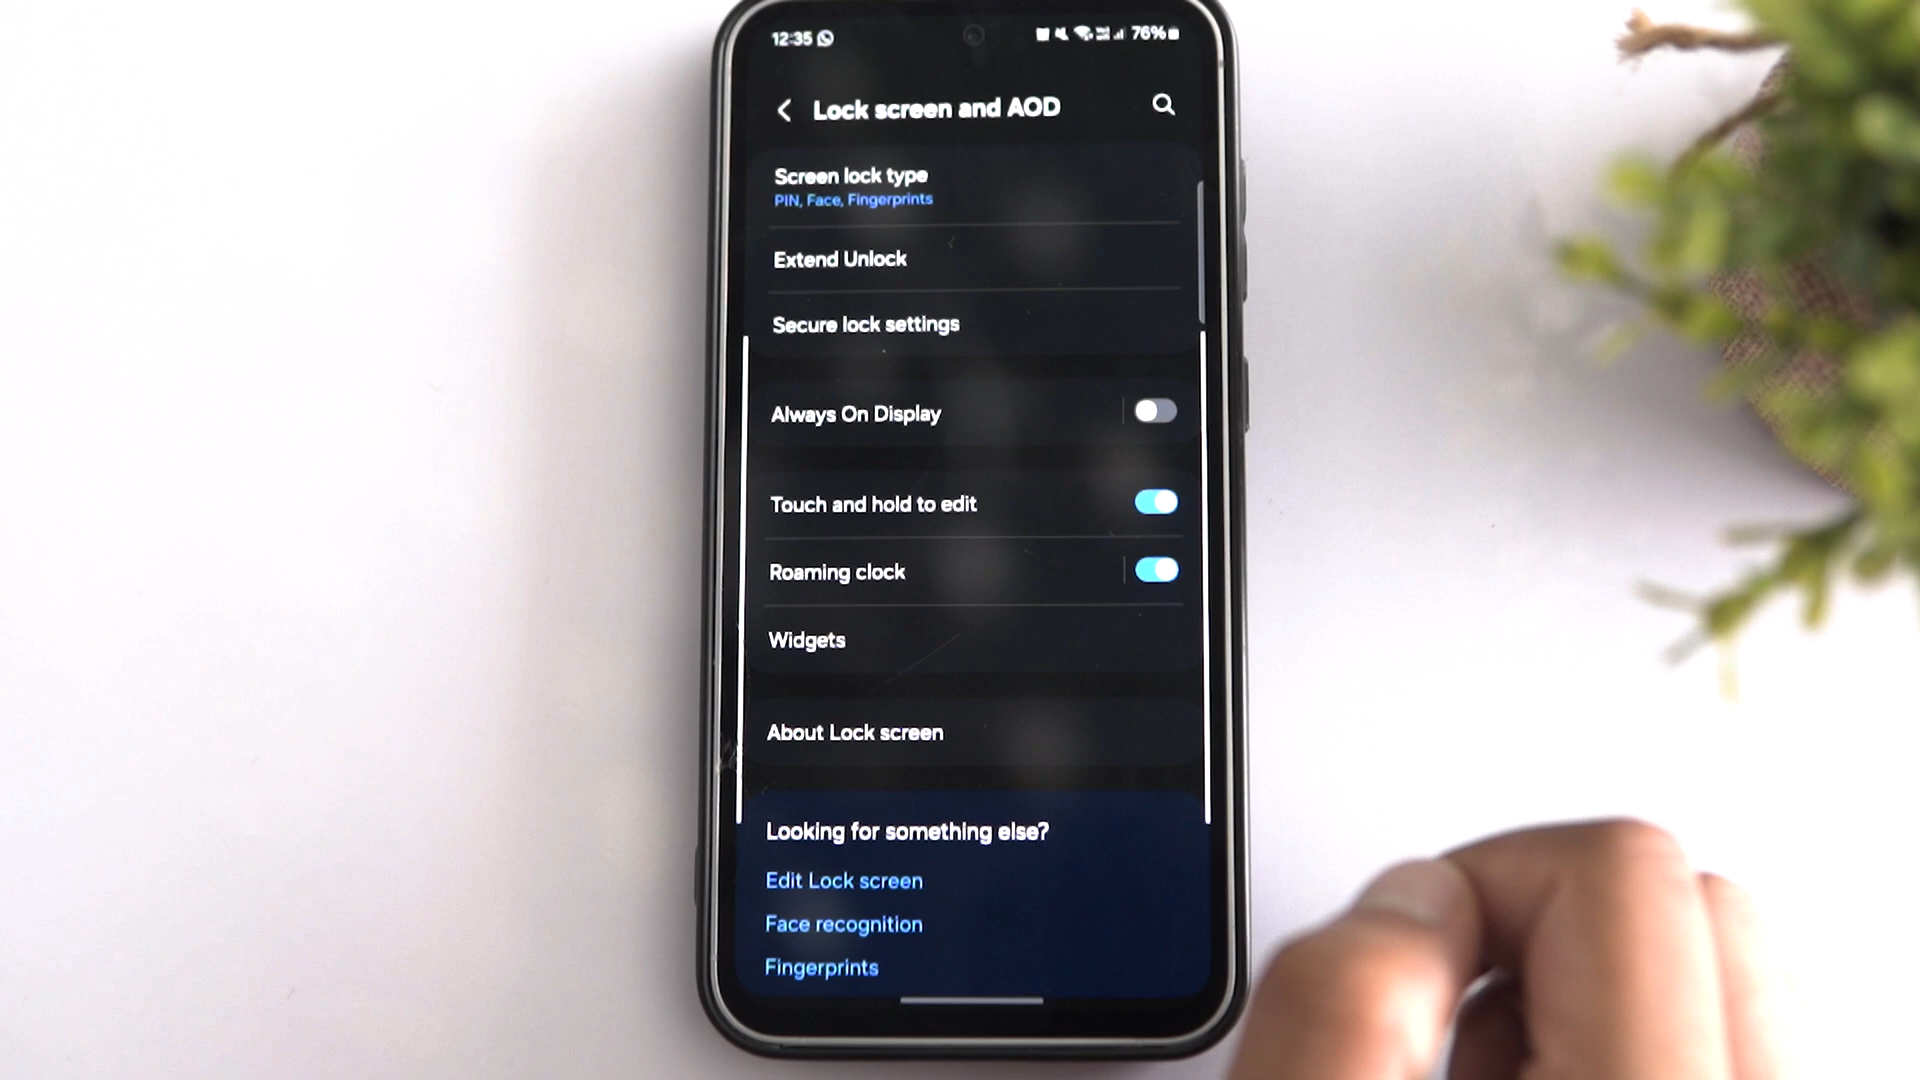 12:35
76%
Lock screen and AOD
Screen lock type
PIN, Face, Fingerprints
Extend Unlock
Secure lock settings
Always On Display
Touch and hold to edit
Roaming clock
Widgets
About Lock screen
Looking for something else?
Edit Lock screen
Face recognition
Fingerprints